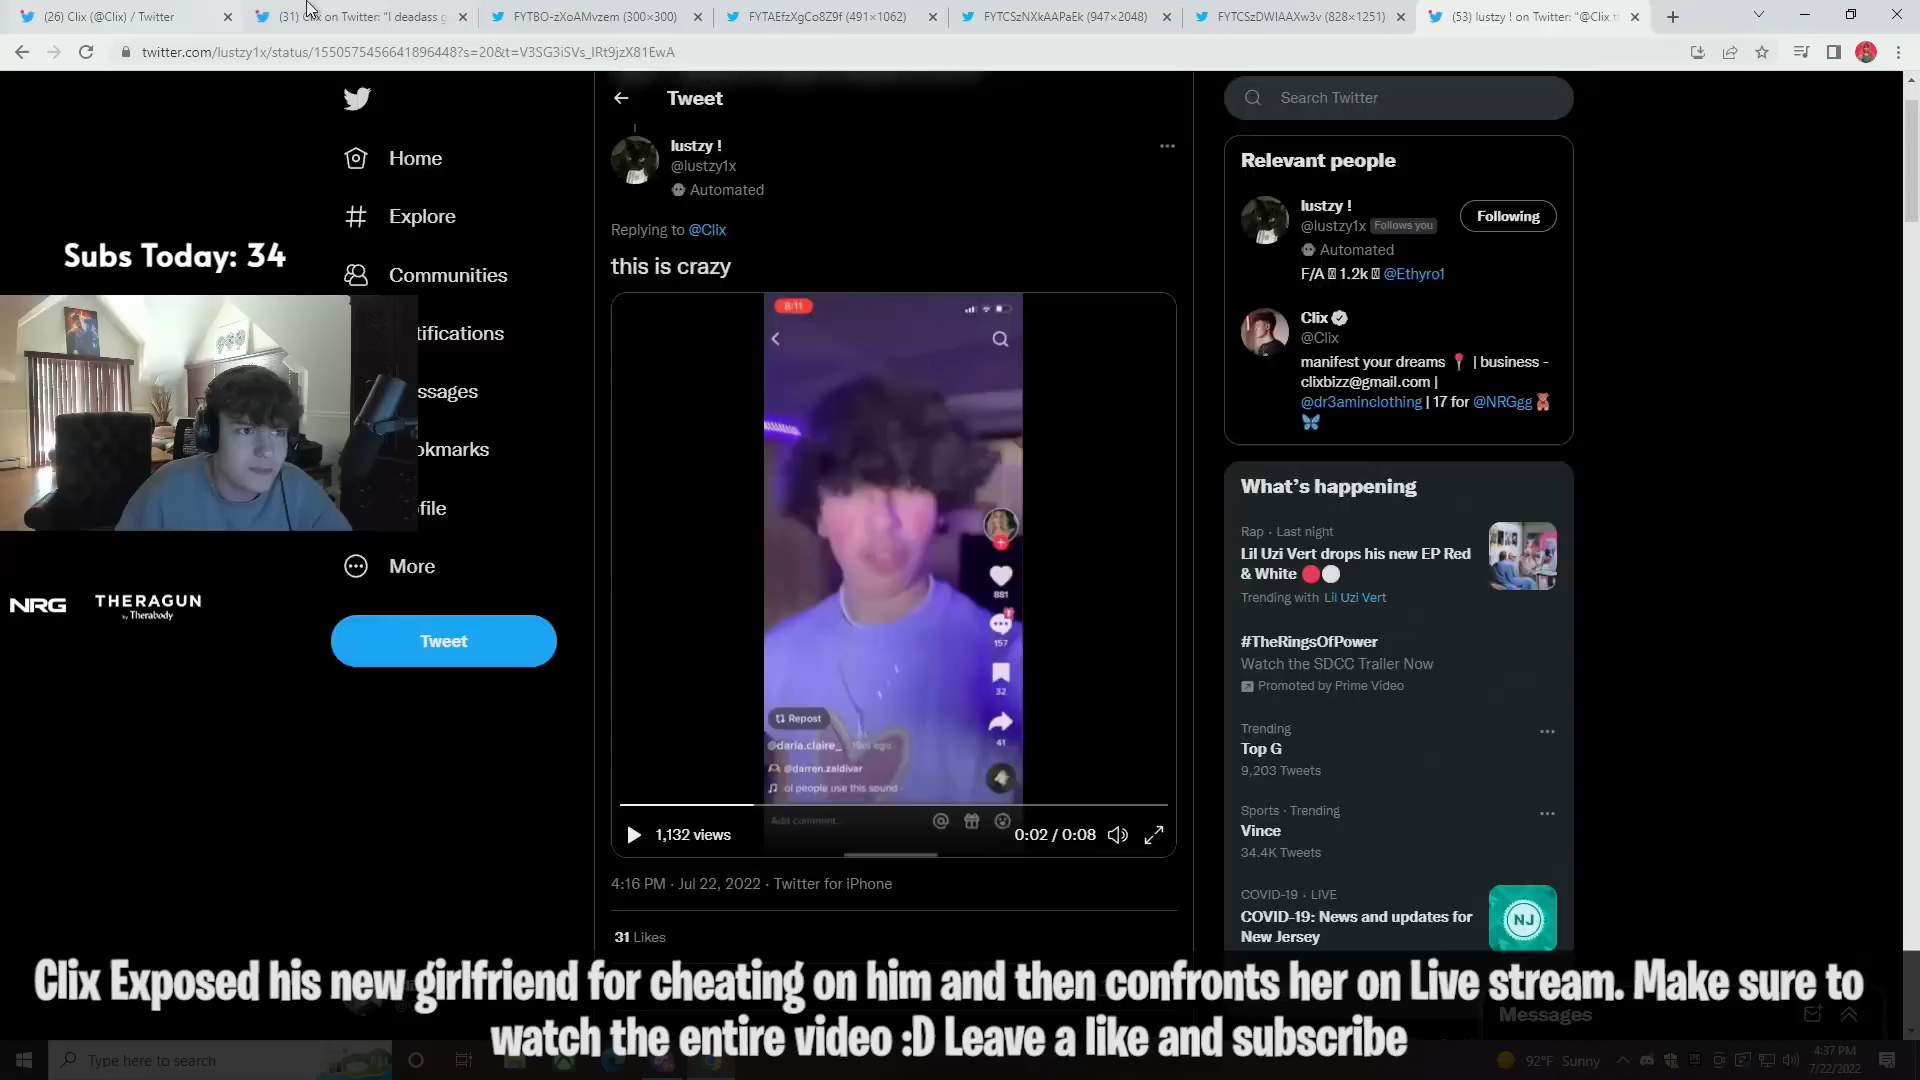 (26) Clix (@Clix) / Twitter
(31) Clix on Twitter: "I deadass g
FYTBO-zXoAMvzem (300×300)
FYTAEfzXgCo8Z9f (491×1062)
FYTCSzNXkAAPaEk (947×2048)
FYTCSzDWIAAXw3v (828×1251)
(53) lustzy ! on Twitter: "@Clix t
twitter.com/lustzy1x/status/1550575456641896448?s=20&t=V3SG3iSVs_lRt9jzX81EwA
Home
Explore
Communities
tifications
ssages
okmarks
ofile
More
Tweet
Subs Today: 34
NRG
THERAGUN
by Therabody
Tweet
lustzy !
@lustzy1x
Automated
Replying to @Clix
this is crazy
8:11
881
157
32
41
Repost
@darla.claire_
@darren.zaldivar
ol people use this sound
Add comment...
1,132 views
0:02 / 0:08
4:16 PM · Jul 22, 2022 · Twitter for iPhone
31 Likes
Search Twitter
Relevant people
lustzy !
@lustzy1x Follows you
Following
Automated
F/A 1.2k @Ethyro1
Clix
@Clix
manifest your dreams | business -
clixbizz@gmail.com |
@dr3aminclothing | 17 for @NRGgg
What's happening
Rap · Last night
Lil Uzi Vert drops his new EP Red
& White
Trending with Lil Uzi Vert
#TheRingsOfPower
Watch the SDCC Trailer Now
Promoted by Prime Video
Trending
Top G
9,203 Tweets
Sports · Trending
Vince
34.4K Tweets
COVID-19 · LIVE
COVID-19: News and updates for
New Jersey
NJ
Messages
Clix Exposed his new girlfriend for cheating on him and then confronts her on Live stream. Make sure to
watch the entire video :D Leave a like and subscribe
Type here to search
92°F Sunny
4:37 PM
7/22/2022